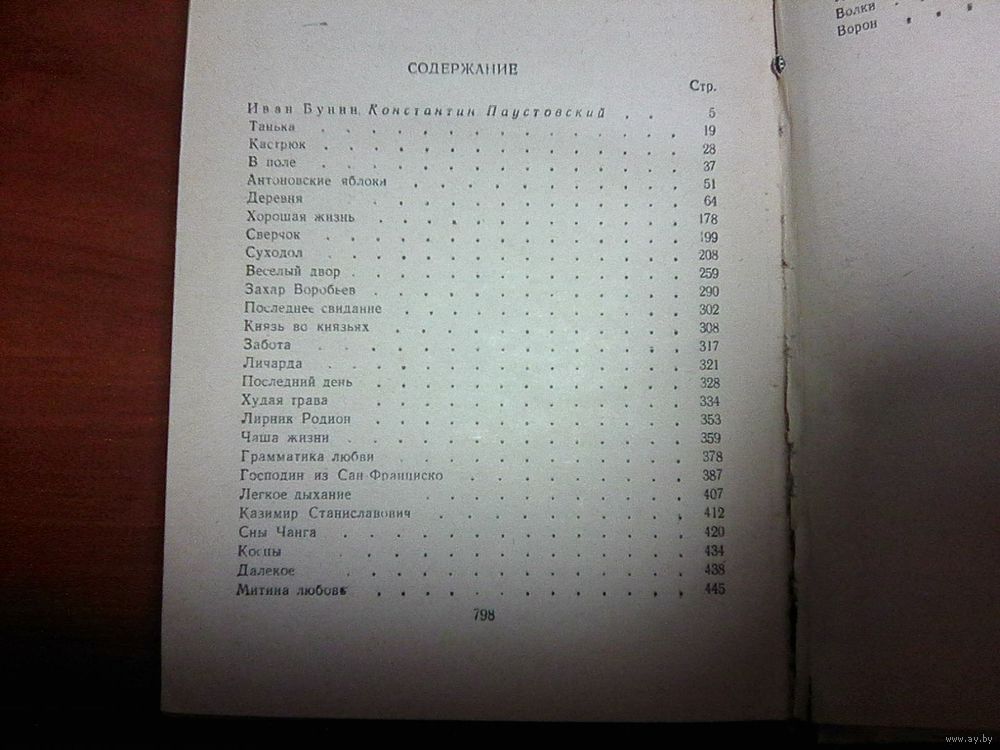 СОДЕРЖАНИЕ
Стр.
Иван Бунин. Константин Паустовский . . 5
Танька . . . . . . . . . . . . . . 19
Кастрюк . . . . . . . . . . . . . . 28
В поле . . . . . . . . . . . . . . 37
Антоновские яблоки . . . . . . . . . . . 51
Деревня . . . . . . . . . . . . . 64
Хорошая жизнь . . . . . . . . . . . . 178
Сверчок . . . . . . . . . . . . . . 199
Суходол . . . . . . . . . . . . . . 208
Веселый двор . . . . . . . . . . . . . 259
Захар Воробьев . . . . . . . . . . . . 290
Последнее свидание . . . . . . . . . . . 302
Князь во князьях . . . . . . . . . . . 308
Забота . . . . . . . . . . . . . . 317
Личарда . . . . . . . . . . . . . . 321
Последний день . . . . . . . . . . . . 328
Худая трава . . . . . . . . . . . . 334
Лирник Родион . . . . . . . . . . . . 353
Чаша жизни . . . . . . . . . . . . . 359
Грамматика любви . . . . . . . . . . . 378
Господин из Сан-Франциско . . . . . . . . . 387
Легкое дыхание . . . . . . . . . . . 407
Казимир Станиславович . . . . . . . . . 412
Сны Чанга . . . . . . . . . . . . . 420
Косцы . . . . . . . . . . . . . 434
Далекое . . . . . . . . . . . . . 438
Митина любовь . . . . . . . . . . . . 445
798
Волки . . .
Ворон . . .
www.ay.by